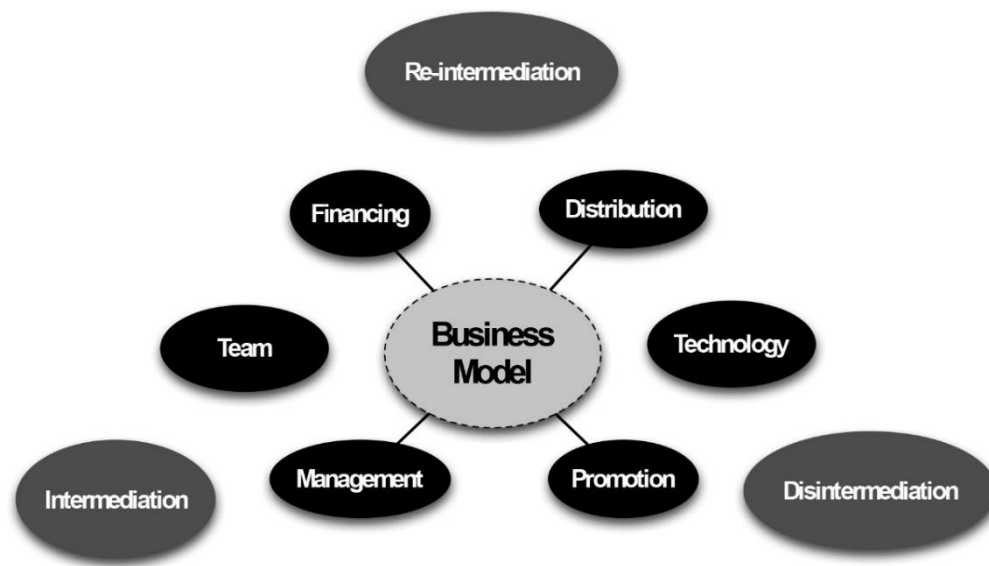 Re-intermediation
Financing
Distribution
Business
Model
Team
Technology
Management
Promotion
Intermediation
Disintermediation